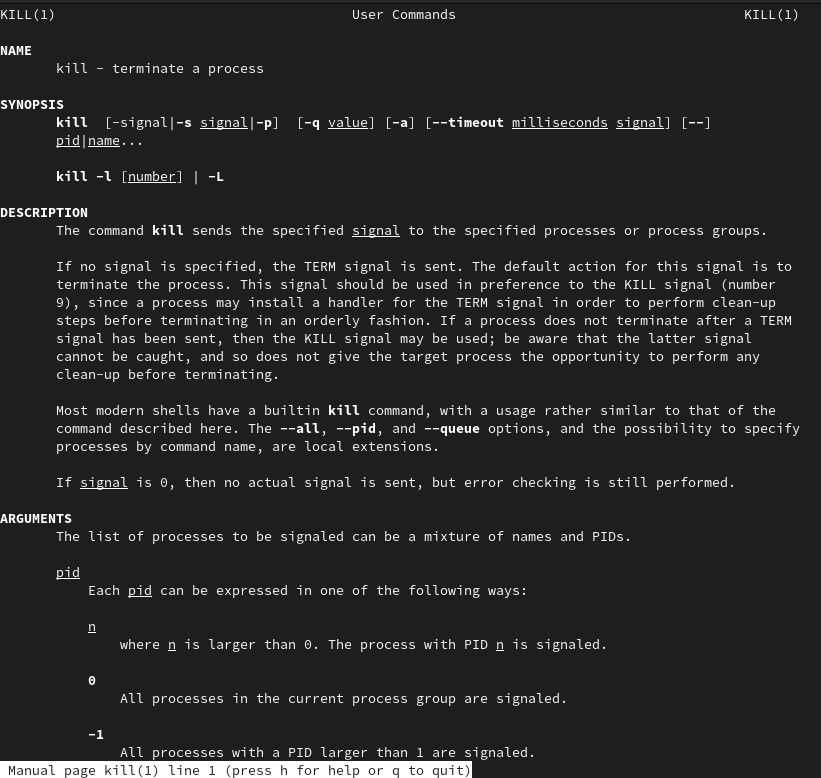 KILL(1) User Commands KILL(1)
NAME
kill - terminate a process
SYNOPSIS
kill [-signal|-s signal|-p] [-q value] [-a] [--timeout milliseconds signal] [--]
pid|name...
kill -l [number] | -L
DESCRIPTION
The command kill sends the specified signal to the specified processes or process groups.
If no signal is specified, the TERM signal is sent. The default action for this signal is to
terminate the process. This signal should be used in preference to the KILL signal (number
9), since a process may install a handler for the TERM signal in order to perform clean-up
steps before terminating in an orderly fashion. If a process does not terminate after a TERM
signal has been sent, then the KILL signal may be used; be aware that the latter signal
cannot be caught, and so does not give the target process the opportunity to perform any
clean-up before terminating.
Most modern shells have a builtin kill command, with a usage rather similar to that of the
command described here. The --all, --pid, and --queue options, and the possibility to specify
processes by command name, are local extensions.
If signal is 0, then no actual signal is sent, but error checking is still performed.
ARGUMENTS
The list of processes to be signaled can be a mixture of names and PIDs.
pid
Each pid can be expressed in one of the following ways:
n
where n is larger than 0. The process with PID n is signaled.
0
All processes in the current process group are signaled.
-1
All processes with a PID larger than 1 are signaled.
Manual page kill(1) line 1 (press h for help or q to quit)